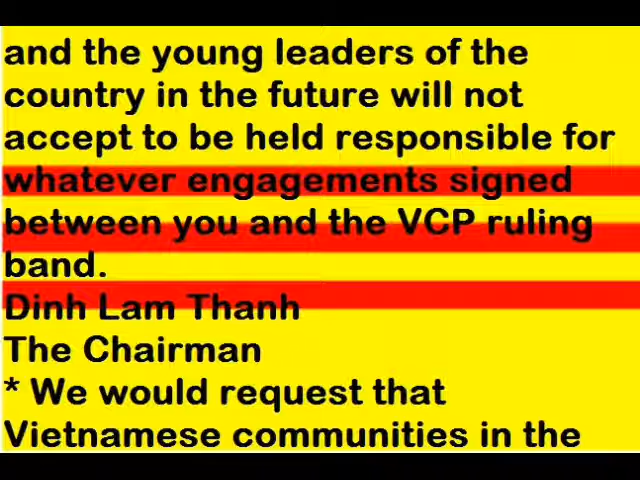 and the young leaders of the
country in the future will not
accept to be held responsible for
whatever engagements signed
between you and the VCP ruling
band.
Dinh Lam Thanh
The Chairman
* We would request that
Vietnamese communities in the